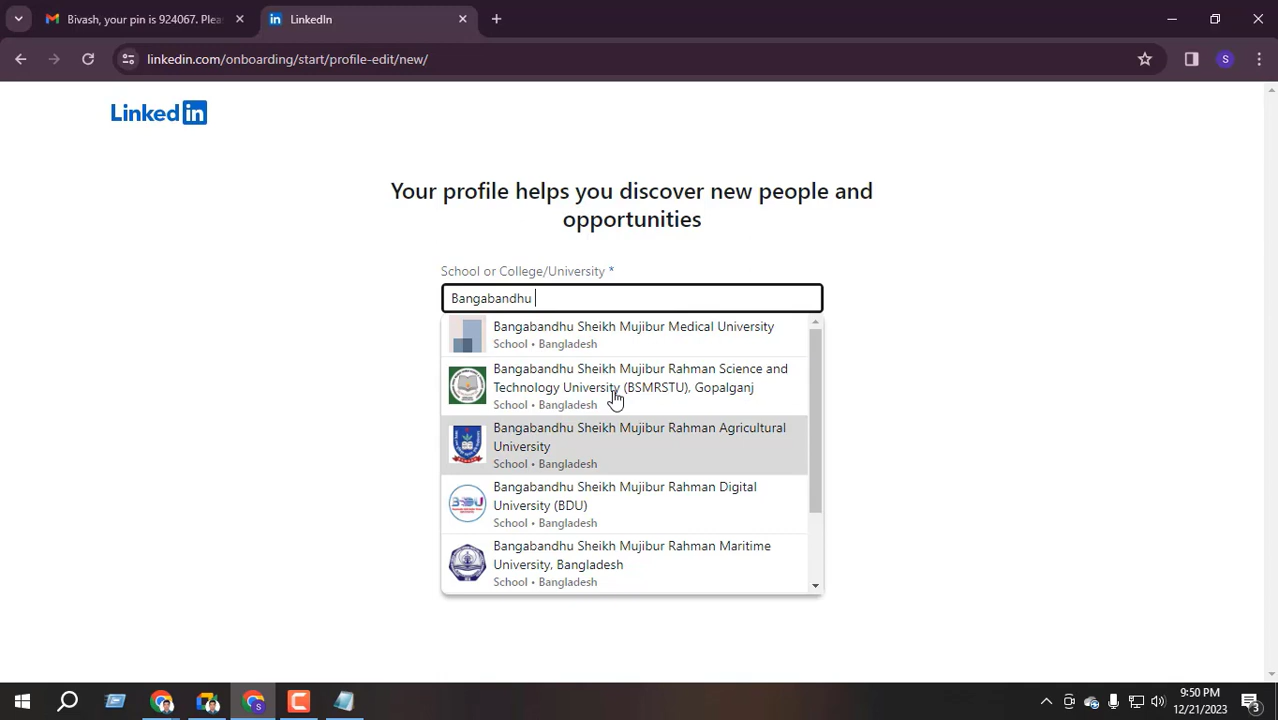 Bivash, your pin is 924067. Plea
LinkedIn
linkedin.com/onboarding/start/profile-edit/new/
S
Linked in
Your profile helps you discover new people and
opportunities
School or College/University *
Bangabandhu
Bangabandhu Sheikh Mujibur Medical University
School • Bangladesh
Bangabandhu Sheikh Mujibur Rahman Science and
Technology University (BSMRSTU), Gopalganj
School • Bangladesh
Bangabandhu Sheikh Mujibur Rahman Agricultural
University
School • Bangladesh
BDU
Bangabandhu Sheikh Mujibur Rahman Digital
University (BDU)
School • Bangladesh
Bangabandhu Sheikh Mujibur Rahman Maritime
University, Bangladesh
School • Bangladesh
9:50 PM
12/21/2023
3